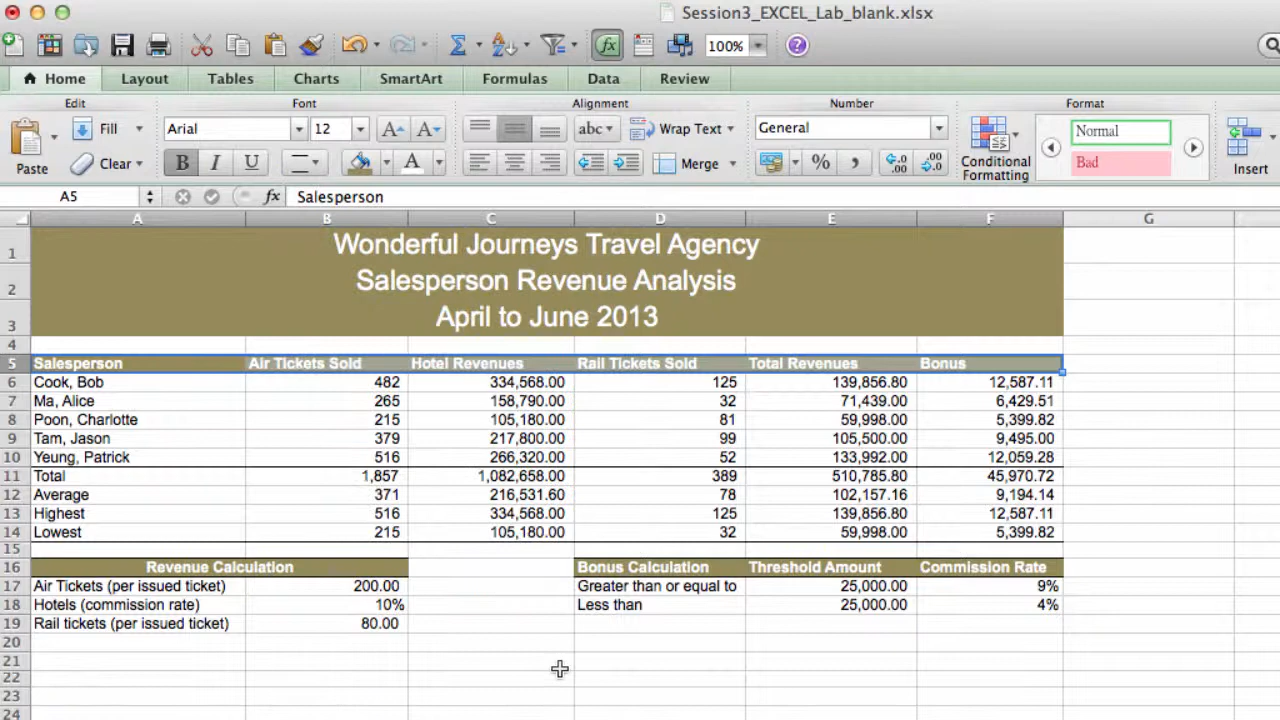 Session3_EXCEL_Lab_blank.xlsx
100%
Home Layout Tables Charts SmartArt Formulas Data Review
Edit Font Alignment Number Format
Paste Fill Arial 12 abc Wrap Text General Conditional Formatting Normal Insert
Clear B I U A Merge % , Bad
A5 fx Salesperson
A B C D E F G
1 Wonderful Journeys Travel Agency
2 Salesperson Revenue Analysis
3 April to June 2013
4
5 Salesperson Air Tickets Sold Hotel Revenues Rail Tickets Sold Total Revenues Bonus
6 Cook, Bob 482 334,568.00 125 139,856.80 12,587.11
7 Ma, Alice 265 158,790.00 32 71,439.00 6,429.51
8 Poon, Charlotte 215 105,180.00 81 59,998.00 5,399.82
9 Tam, Jason 379 217,800.00 99 105,500.00 9,495.00
10 Yeung, Patrick 516 266,320.00 52 133,992.00 12,059.28
11 Total 1,857 1,082,658.00 389 510,785.80 45,970.72
12 Average 371 216,531.60 78 102,157.16 9,194.14
13 Highest 516 334,568.00 125 139,856.80 12,587.11
14 Lowest 215 105,180.00 32 59,998.00 5,399.82
15
16 Revenue Calculation Bonus Calculation Threshold Amount Commission Rate
17 Air Tickets (per issued ticket) 200.00 Greater than or equal to 25,000.00 9%
18 Hotels (commission rate) 10% Less than 25,000.00 4%
19 Rail tickets (per issued ticket) 80.00
20
21
22
23
24